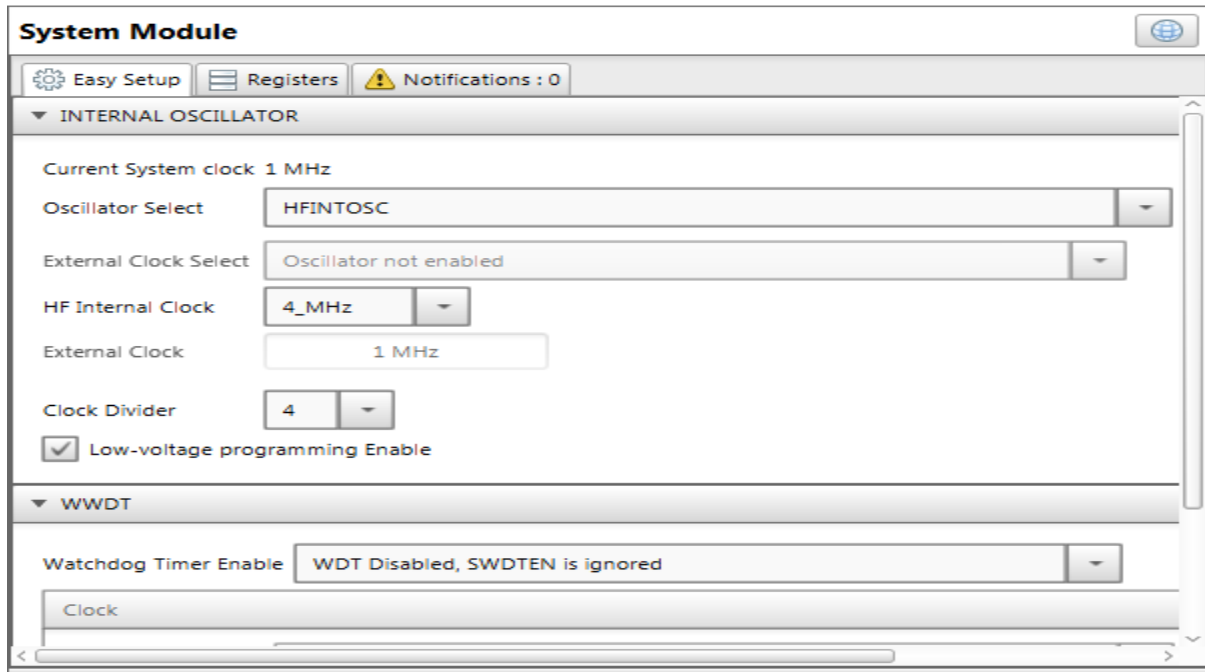 System Module
Easy Setup Registers Notifications : 0
INTERNAL OSCILLATOR
Current System clock 1 MHz
Oscillator Select HFINTOSC
External Clock Select Oscillator not enabled
HF Internal Clock 4_MHz
External Clock 1 MHz
Clock Divider 4
Low-voltage programming Enable
WWDT
Watchdog Timer Enable WDT Disabled, SWDTEN is ignored
Clock